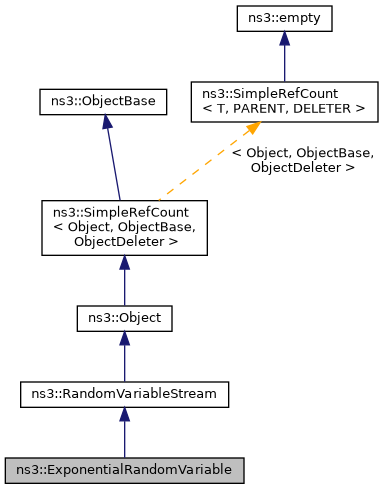 ns3::empty
ns3::SimpleRefCount
< T, PARENT, DELETER >
ns3::ObjectBase
< Object, ObjectBase,
ObjectDeleter >
ns3::SimpleRefCount
< Object, ObjectBase,
ObjectDeleter >
ns3::Object
ns3::RandomVariableStream
ns3::ExponentialRandomVariable